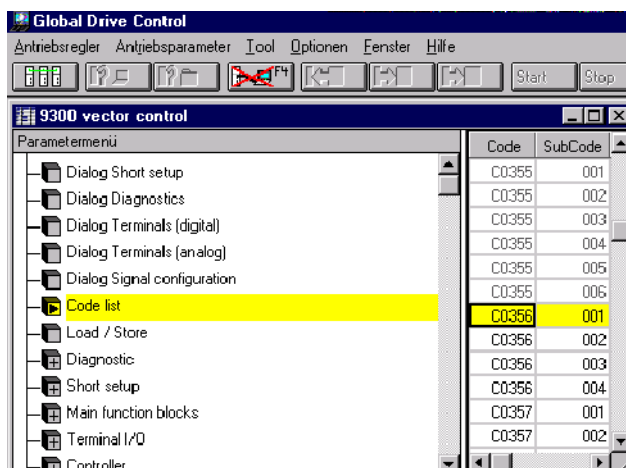 Global Drive Control
Antriebsregler Antriebsparameter Tool Optionen Fenster Hilfe
F4 Start Stop
9300 vector control
Parametermenü
Code SubCode
Dialog Short setup
Dialog Diagnostics
Dialog Terminals (digital)
Dialog Terminals (analog)
Dialog Signal configuration
Code list
Load / Store
Diagnostic
Short setup
Main function blocks
Terminal I/O
Controller
C0355 001
C0355 002
C0355 003
C0355 004
C0355 005
C0355 006
C0356 001
C0356 002
C0356 003
C0356 004
C0357 001
C0357 002